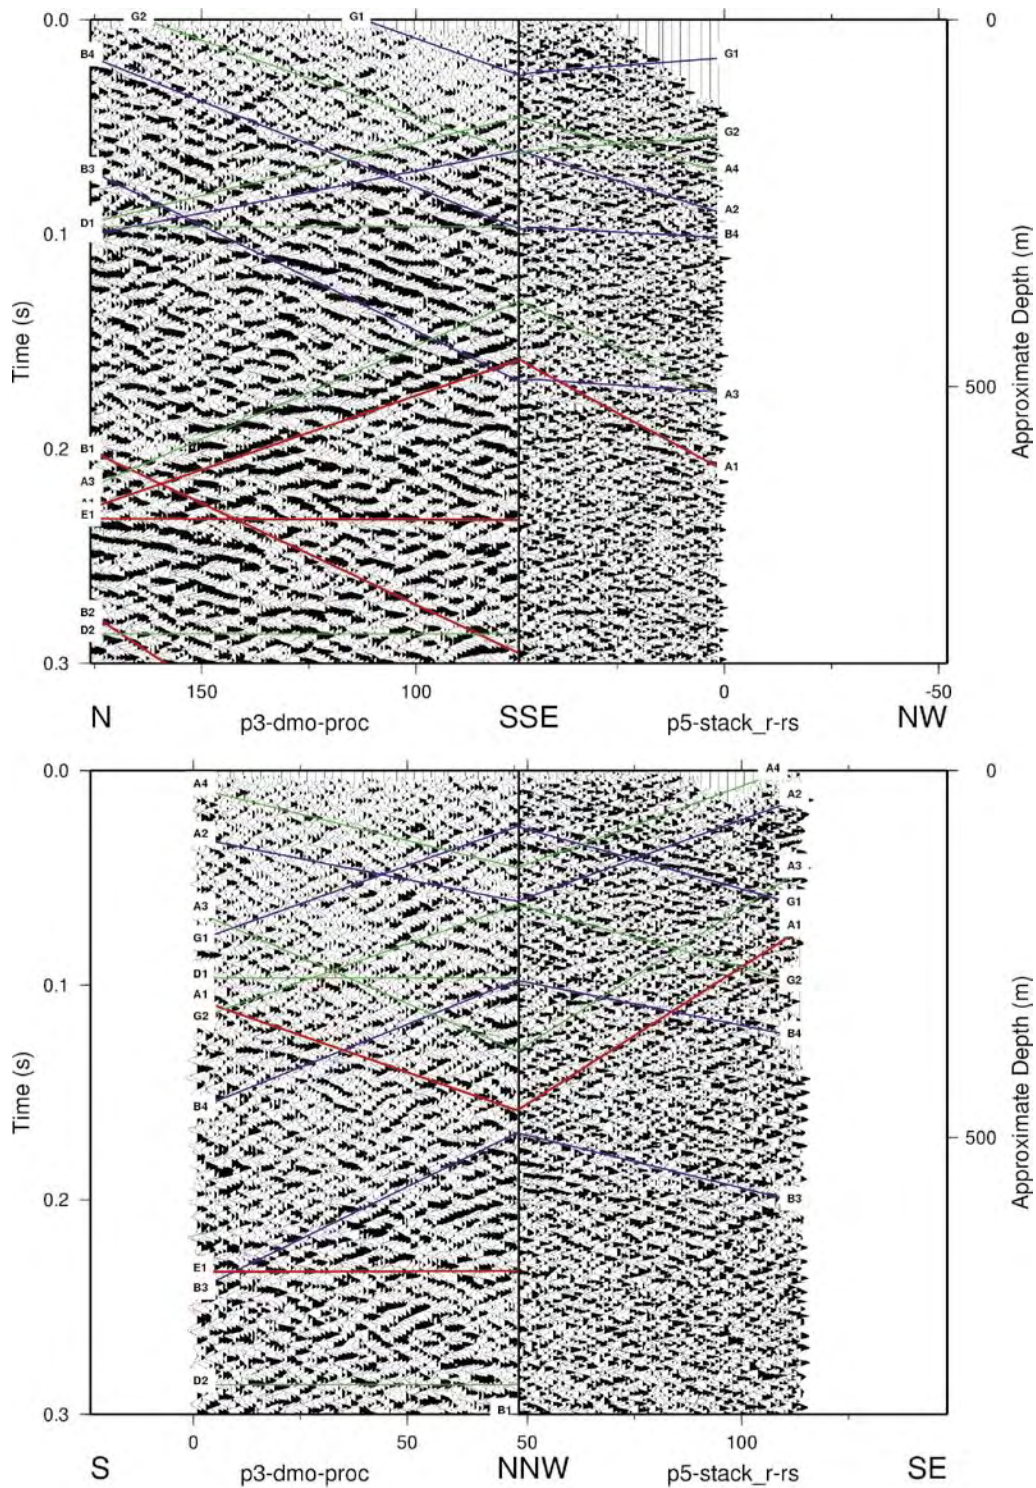 G2
G1
0.0
0
B4
G1
G2
B3
A4
A2
D1
0.1
B4
Time (s)
Approximate Depth (m)
A3
500
B1
0.2
A1
A3
E1
B2
D2
0.3
150
100
0
-50
N
p3-dmo-proc
SSE
p5-stack_r-rs
NW
A4
0.0
0
A4
A2
A2
A3
A3
G1
G1
A1
D1
G2
A1
0.1
G2
B4
Time (s)
Approximate Depth (m)
B4
500
B3
0.2
E1
B3
D2
B1
0.3
0
50
50
100
S
p3-dmo-proc
NNW
p5-stack_r-rs
SE